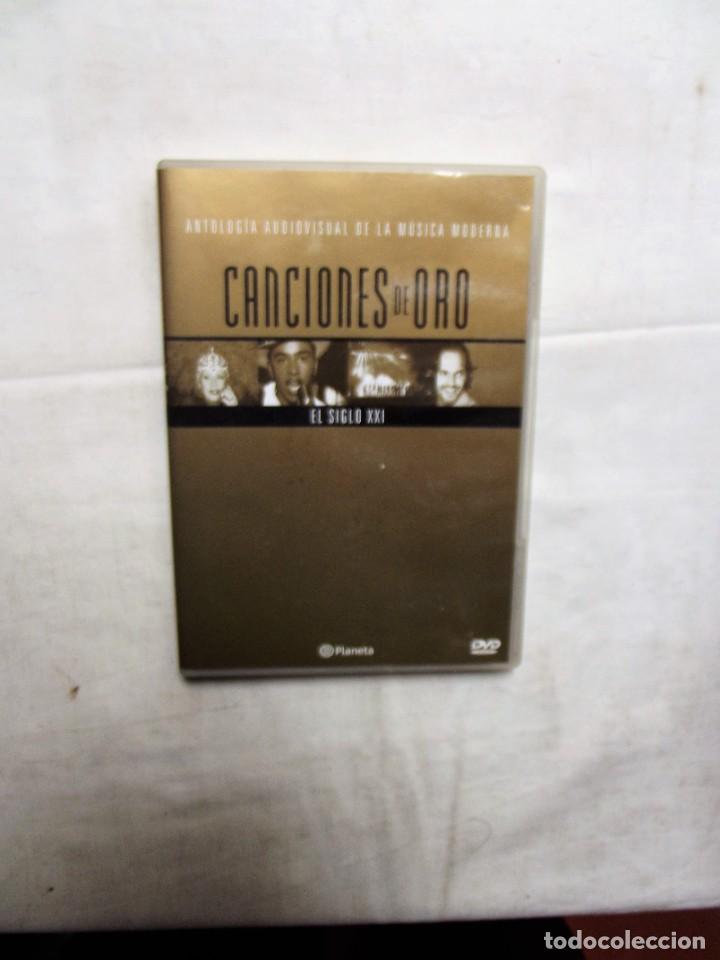 ANTOLOGÍA AUDIOVISUAL DE LA MÚSICA MODERNA
CANCIONES DE ORO
EL SIGLO XXI
Planeta
DVD
todocoleccion